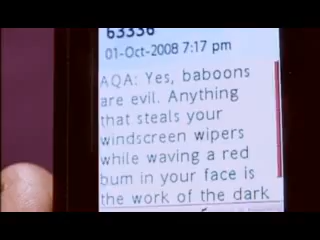 63336
01-Oct-2008 7:17 pm
AQA: Yes, baboons
are evil. Anything
that steals your
windscreen wipers
while waving a red
bum in your face is
the work of the dark